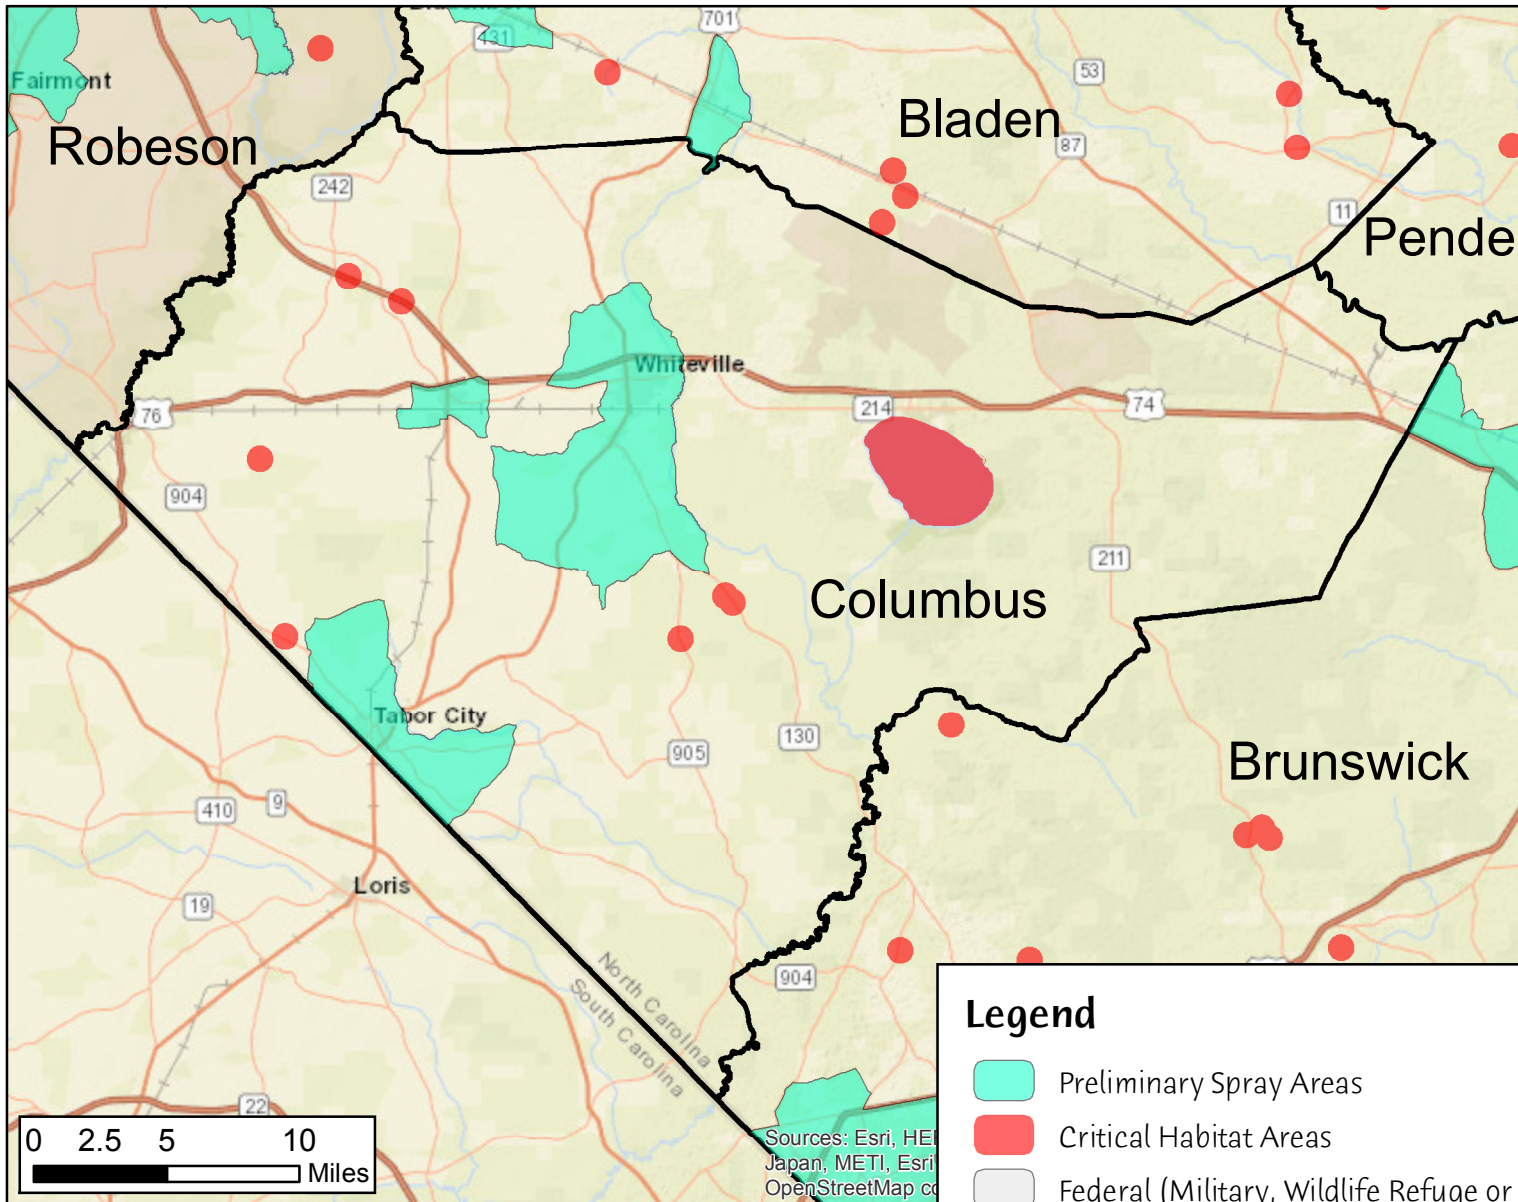 701
131
53
Fairmont
Bladen
87
Robeson
242
11
Pende
Whiteville
76
214
74
904
211
Columbus
Tabor City
130
905
Brunswick
410
9
Loris
19
North Carolina
South Carolina
904
22
Legend
Preliminary Spray Areas
Critical Habitat Areas
Federal (Military, Wildlife Refuge or
0 2.5 5 10
Miles
Sources: Esri, HE
Japan, METI, Esri
OpenStreetMap co